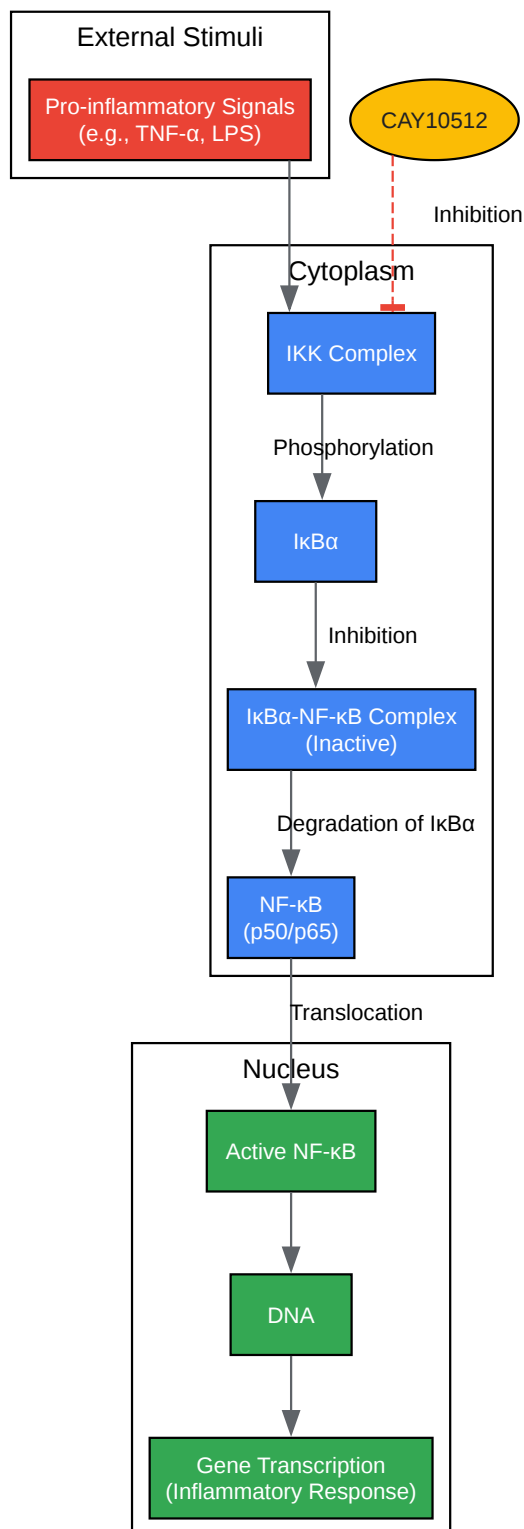 External Stimuli
Pro-inflammatory Signals
(e.g., TNF-α, LPS)
CAY10512
Inhibition
Cytoplasm
IKK Complex
Phosphorylation
IκBα
Inhibition
IκBα-NF-κB Complex
(Inactive)
Degradation of IκBα
NF-κB
(p50/p65)
Translocation
Nucleus
Active NF-κB
DNA
Gene Transcription
(Inflammatory Response)